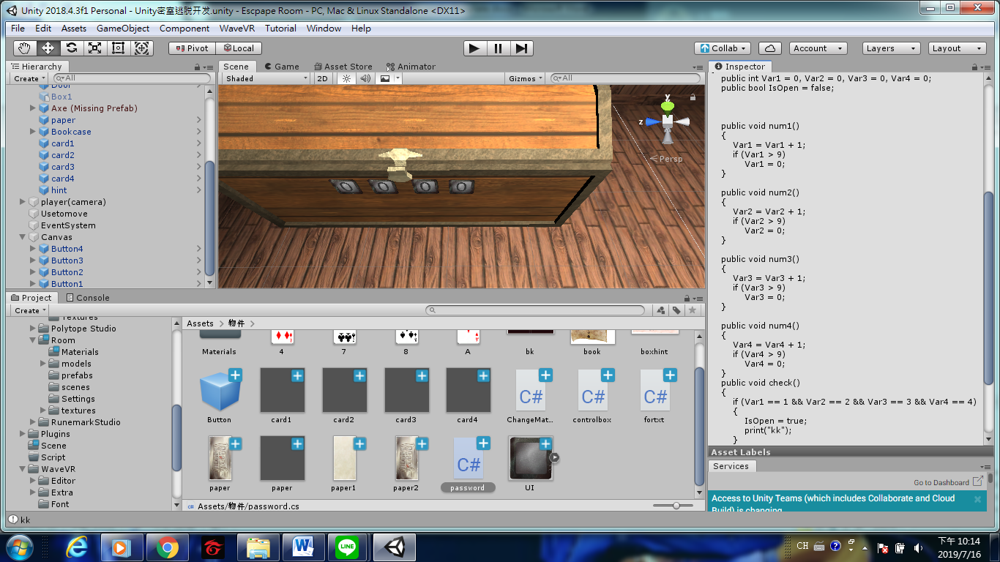 Unity 2018.4.3f1 Personal - Unity密室逃脱开发.unity - Escpape Room - PC, Mac & Linux Standalone <DX11>
File Edit Assets GameObject Component WaveVR Tutorial Window Help
Pivot Local Collab Account Layers Layout
Hierarchy
Create All
Door
Box1
Axe (Missing Prefab)
paper
Bookcase
card1
card2
card3
card4
hint
player(camera)
Usetomove
EventSystem
Canvas
Button4
Button3
Button2
Button1
Scene Game Asset Store Animator
Shaded 2D Gizmos All
y
z
Persp
0 0 0 0
Inspector
public int Var1 = 0, Var2 = 0, Var3 = 0, Var4 = 0;
public bool IsOpen = false;
public void num1()
{
Var1 = Var1 + 1;
if (Var1 > 9)
Var1 = 0;
}
public void num2()
{
Var2 = Var2 + 1;
if (Var2 > 9)
Var2 = 0;
}
public void num3()
{
Var3 = Var3 + 1;
if (Var3 > 9)
Var3 = 0;
}
public void num4()
{
Var4 = Var4 + 1;
if (Var4 > 9)
Var4 = 0;
}
public void check()
{
if (Var1 == 1 && Var2 == 2 && Var3 == 3 && Var4 == 4)
{
IsOpen = true;
print("kk");
}
Asset Labels
Services
Go to Dashboard
Access to Unity Teams (which includes Collaborate and Cloud
Build) is changing
Project Console
Create
Textures
Polytope Studio
Room
Materials
models
prefabs
scenes
Settings
textures
RunemarkStudio
Plugins
Scene
Script
WaveVR
Editor
Extra
Font
Assets 物件
Materials 4 7 8 A bk book boxhint
C# C# C#
Button card1 card2 card3 card4 ChangeMat... controlbox fortxt
C#
paper paper paper1 paper2 password UI
Assets/物件/password.cs
kk
W LINE
CH
下午 10:14
2019/7/16